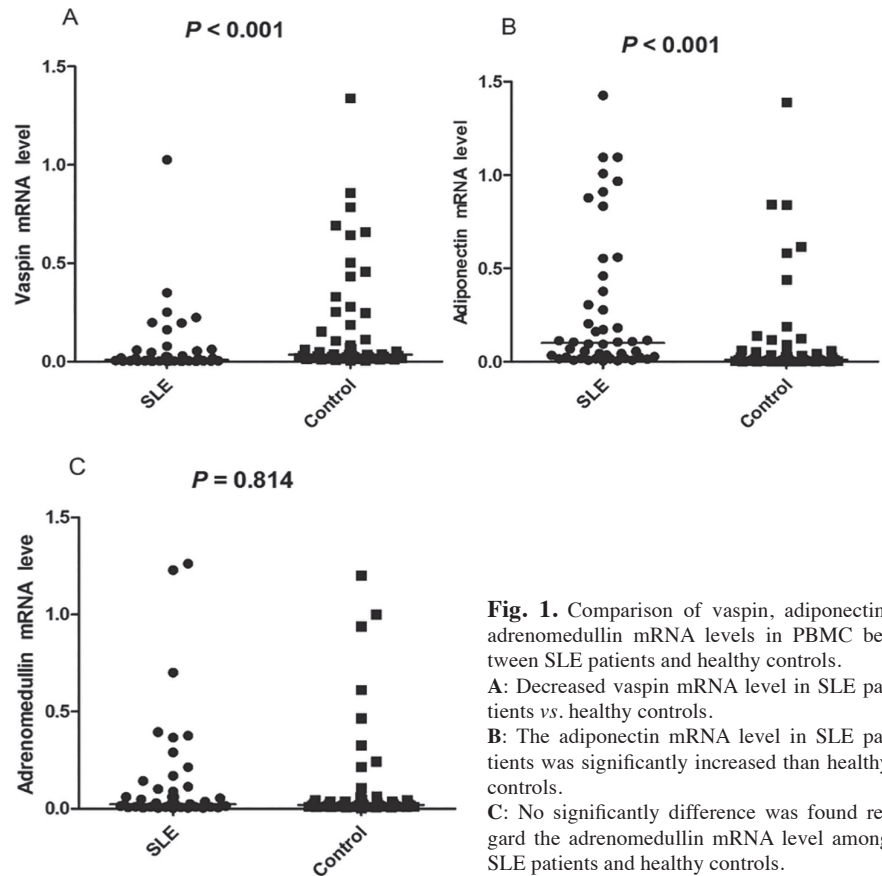 A
P < 0.001
Vaspin mRNA level
1.5
1.0
0.5
0.0
SLE
Control
B
P < 0.001
Adiponectin mRNA level
1.5
1.0
0.5
0.0
SLE
Control
C
P = 0.814
Adrenomedullin mRNA leve
1.5
1.0
0.5
0.0
SLE
Control
Fig. 1. Comparison of vaspin, adiponectin
adrenomedullin mRNA levels in PBMC be-
tween SLE patients and healthy controls.
A: Decreased vaspin mRNA level in SLE pa-
tients vs. healthy controls.
B: The adiponectin mRNA level in SLE pa-
tients was significantly increased than healthy
controls.
C: No significantly difference was found re-
gard the adrenomedullin mRNA level among
SLE patients and healthy controls.